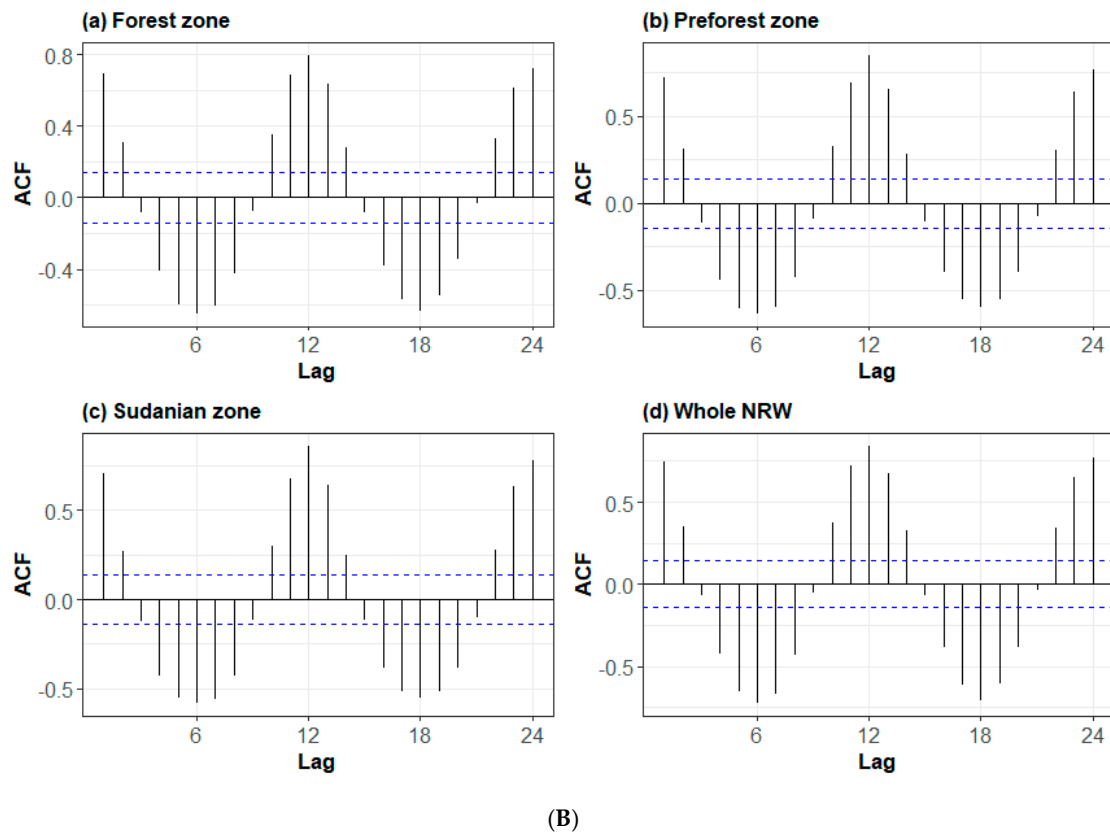 (a) Forest zone
0.8
0.4
0.0
-0.4
ACF
6 12 18 24
Lag
(b) Preforest zone
0.5
0.0
-0.5
ACF
6 12 18 24
Lag
(c) Sudanian zone
0.5
0.0
-0.5
ACF
6 12 18 24
Lag
(d) Whole NRW
0.5
0.0
-0.5
ACF
6 12 18 24
Lag
(B)